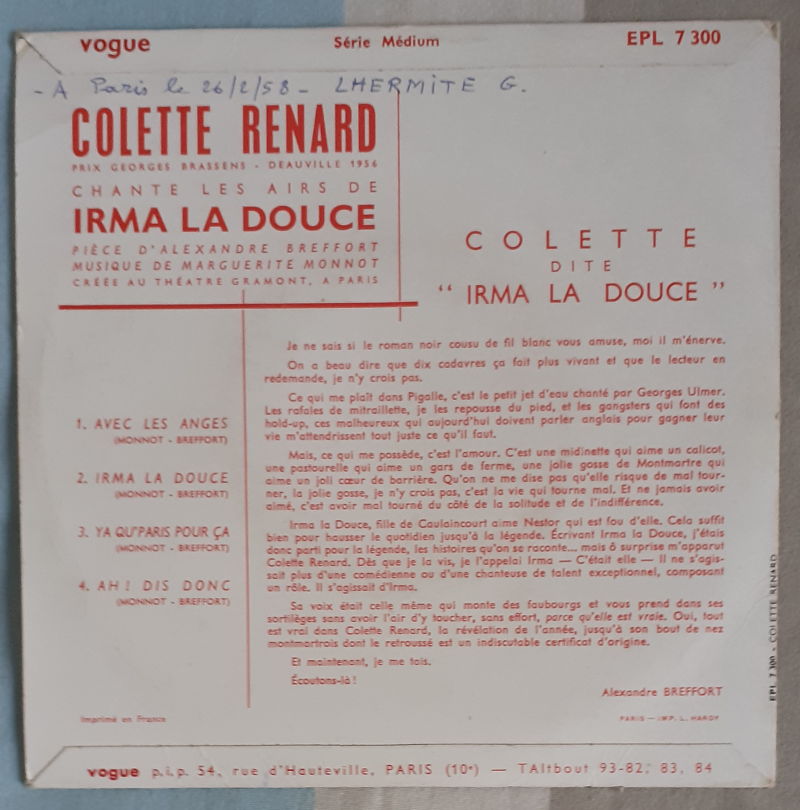 vogue Série Médium EPL 7 300
- A Paris le 26/2/58 - LHERMITE G.
COLETTE RENARD
PRIX GEORGES BRASSENS - DEAUVILLE 1956
CHANTE LES AIRS DE
IRMA LA DOUCE
PIÈCE D'ALEXANDRE BREFFORT
MUSIQUE DE MARGUERITE MONNOT
CRÉÉE AU THÉATRE GRAMONT, A PARIS
1. AVEC LES ANGES
(MONNOT - BREFFORT)
2. IRMA LA DOUCE
(MONNOT - BREFFORT)
3. YA QU'PARIS POUR ÇA
(MONNOT - BREFFORT)
4. AH ! DIS DONC
(MONNOT - BREFFORT)
COLETTE
DITE
“ IRMA LA DOUCE ”
Je ne sais si le roman noir cousu de fil blanc vous amuse, moi il m'énerve.
On a beau dire que dix cadavres ça fait plus vivant et que le lecteur en
redemande, je n'y crois pas.
Ce qui me plaît dans Pigalle, c'est le petit jet d'eau chanté par Georges Ulmer.
Les rafales de mitraillette, je les repousse du pied, et les gangsters qui font des
hold-up, ces malheureux qui aujourd'hui doivent parler anglais pour gagner leur
vie m'attendrissent tout juste ce qu'il faut.
Mais, ce qui me possède, c'est l'amour. C'est une midinette qui aime un calicot,
une pastourelle qui aime un gars de ferme, une jolie gosse de Montmartre qui
aime un joli cœur de barrière. Qu'on ne me dise pas qu'elle risque de mal tour-
ner, la jolie gosse, je n'y crois pas, c'est la vie qui tourne mal. Et ne jamais avoir
aimé, c'est avoir mal tourné du côté de la solitude et de l'indifférence.
Irma la Douce, fille de Caulaincourt aime Nestor qui est fou d'elle. Cela suffit
bien pour hausser le quotidien jusqu'à la légende. Écrivant Irma la Douce, j'étais
donc parti pour la légende, les histoires qu'on se raconte... mais ô surprise m'apparut
Colette Renard. Dès que je la vis, je l'appelai Irma — C'était elle — Il ne s'agis-
sait plus d'une comédienne ou d'une chanteuse de talent exceptionnel, composant
un rôle. Il s'agissait d'Irma.
Sa voix était celle même qui monte des faubourgs et vous prend dans ses
sortilèges sans avoir l'air d'y toucher, sans effort, parce qu'elle est vraie. Oui, tout
est vrai dans Colette Renard, la révélation de l'année, jusqu'à son bout de nez
montmartrois dont le retroussé est un indiscutable certificat d'origine.
Et maintenant, je me tais.
Écoutons-là !
Alexandre BREFFORT
Imprimé en France
PARIS — IMP. L. HARDY
vogue p.i.p. 54, rue d'Hauteville, PARIS (10e) — TAItbout 93-82, 83, 84
EPL 7 300 - COLETTE RENARD